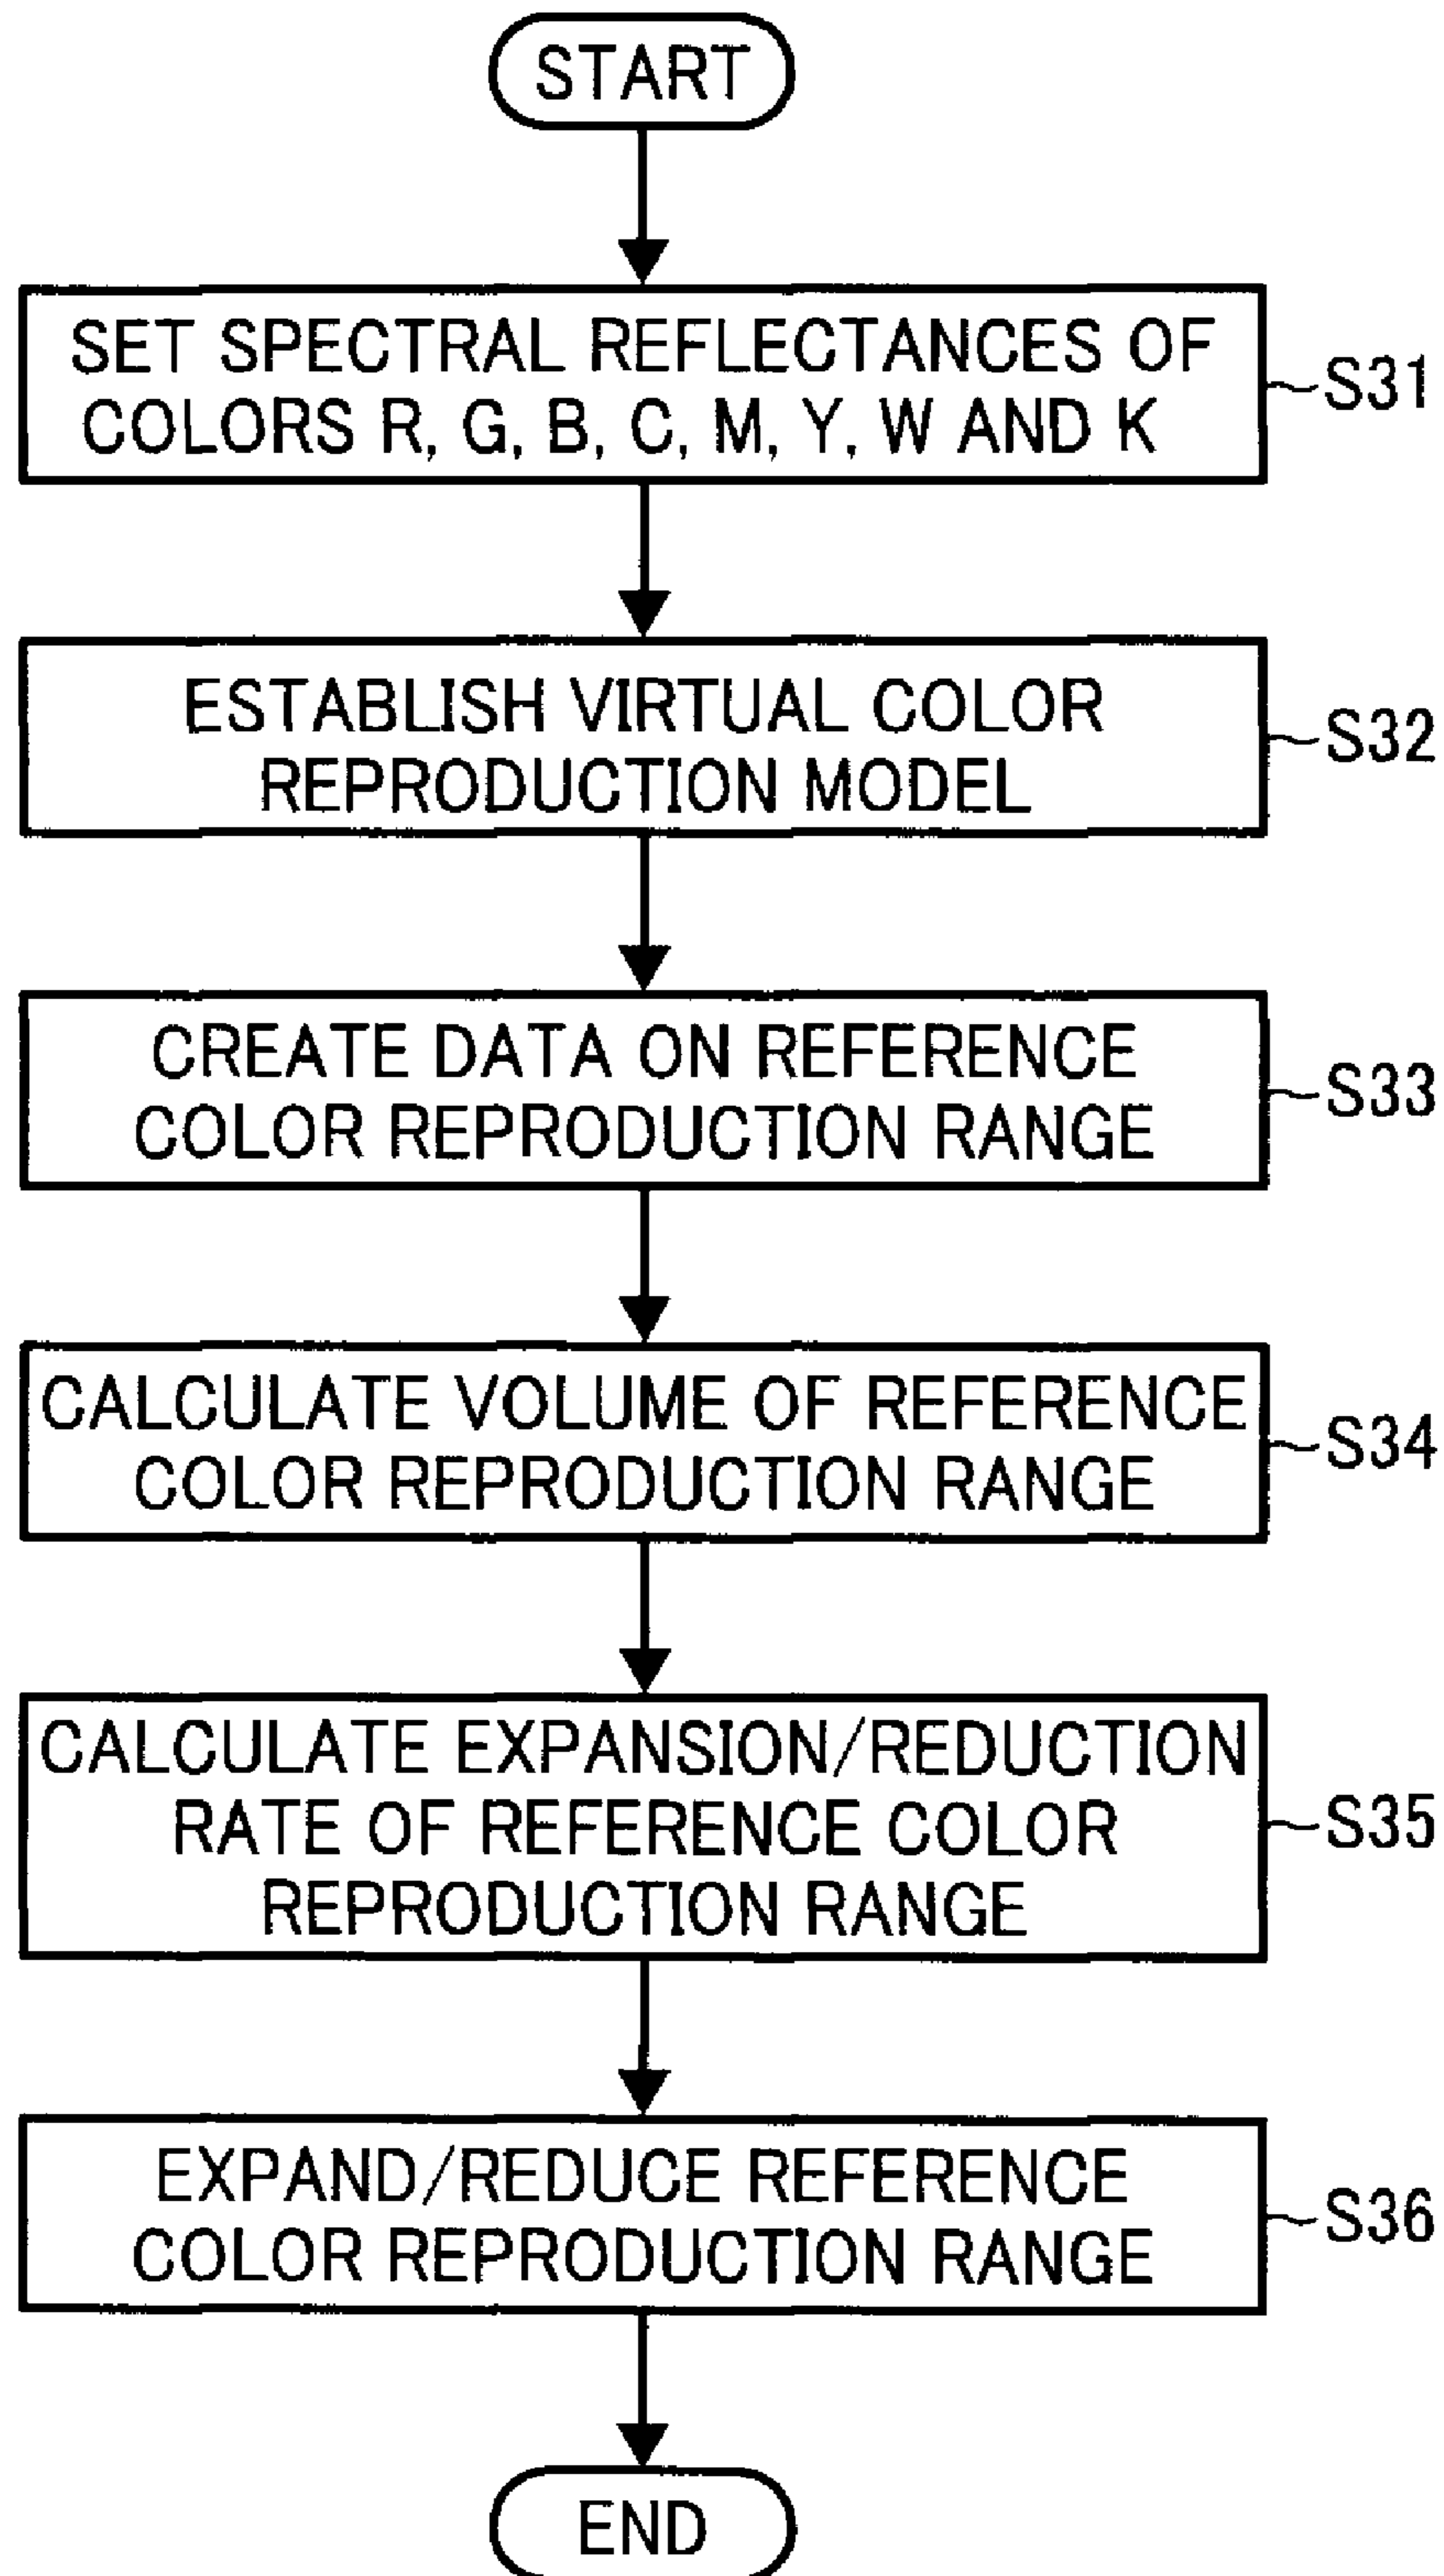 START
SET SPECTRAL REFLECTANCES OF
COLORS R, G, B, C, M, Y, W AND K
S31
ESTABLISH VIRTUAL COLOR
REPRODUCTION MODEL
S32
CREATE DATA ON REFERENCE
COLOR REPRODUCTION RANGE
S33
CALCULATE VOLUME OF REFERENCE
COLOR REPRODUCTION RANGE
S34
CALCULATE EXPANSION/REDUCTION
RATE OF REFERENCE COLOR
REPRODUCTION RANGE
S35
EXPAND/REDUCE REFERENCE
COLOR REPRODUCTION RANGE
S36
END